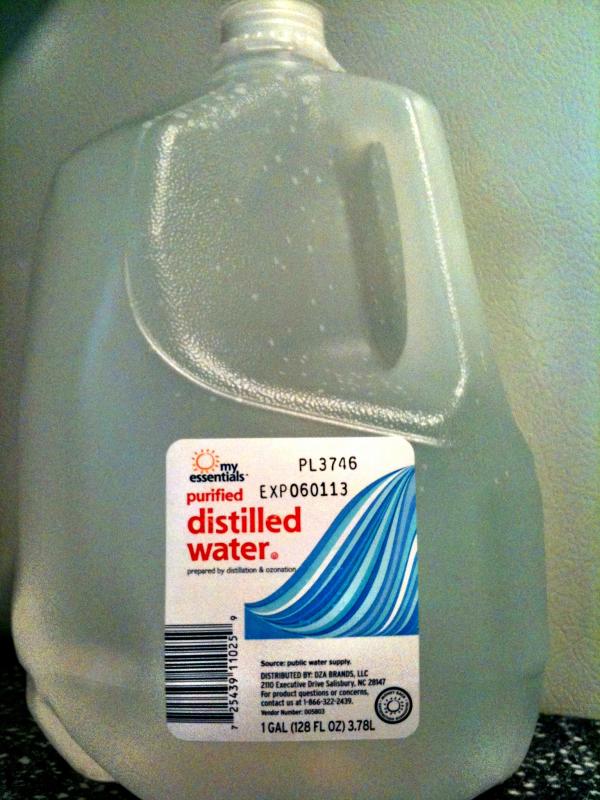 my
essentials
PL3746
EXP060113
purified
distilled
water
prepared by distillation & ozonation
Source: public water supply.
DISTRIBUTED BY: DZA BRANDS, LLC
2110 Executive Drive Salisbury, NC 28147
For product questions or concerns,
contact us at 1-866-322-2439.
Vendor Number: 005803
1 GAL (128 FL OZ) 3.78L
7 25439 11025 9